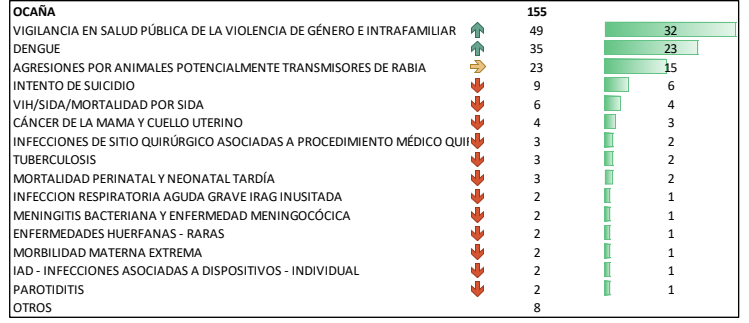 OCAÑA 155
VIGILANCIA EN SALUD PÚBLICA DE LA VIOLENCIA DE GÉNERO E INTRAFAMILIAR 49 32
DENGUE 35 23
AGRESIONES POR ANIMALES POTENCIALMENTE TRANSMISORES DE RABIA 23 15
INTENTO DE SUICIDIO 9 6
VIH/SIDA/MORTALIDAD POR SIDA 6 4
CÁNCER DE LA MAMA Y CUELLO UTERINO 4 3
INFECCIONES DE SITIO QUIRÚRGICO ASOCIADAS A PROCEDIMIENTO MÉDICO QUI 3 2
TUBERCULOSIS 3 2
MORTALIDAD PERINATAL Y NEONATAL TARDÍA 3 2
INFECCION RESPIRATORIA AGUDA GRAVE IRAG INUSITADA 2 1
MENINGITIS BACTERIANA Y ENFERMEDAD MENINGOCÓCICA 2 1
ENFERMEDADES HUERFANAS - RARAS 2 1
MORBILIDAD MATERNA EXTREMA 2 1
IAD - INFECCIONES ASOCIADAS A DISPOSITIVOS - INDIVIDUAL 2 1
PAROTIDITIS 2 1
OTROS 8